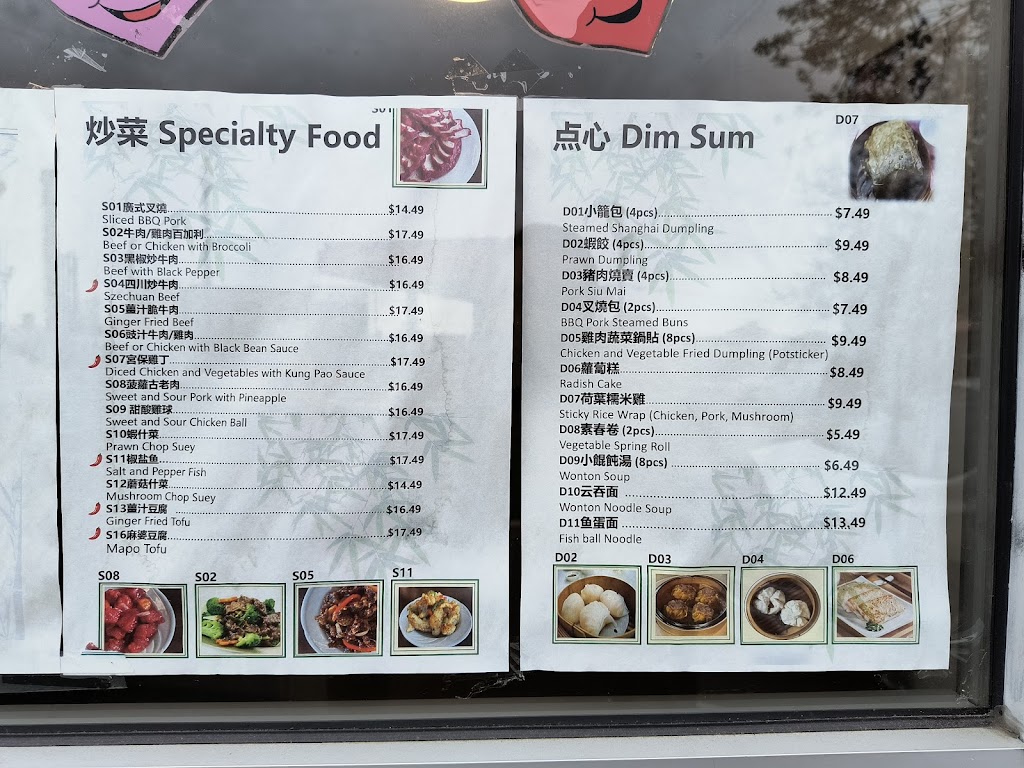 炒菜 Specialty Food
S01
S01廣式叉燒 $14.49
Sliced BBQ Pork
S02牛肉/雞肉百加利 $17.49
Beef or Chicken with Broccoli
S03黑椒炒牛肉 $16.49
Beef with Black Pepper
S04四川炒牛肉 $16.49
Szechuan Beef
S05薑汁脆牛肉 $17.49
Ginger Fried Beef
S06豉汁牛肉/雞肉 $16.49
Beef or Chicken with Black Bean Sauce
S07宮保雞丁 $17.49
Diced Chicken and Vegetables with Kung Pao Sauce
S08菠蘿古老肉 $16.49
Sweet and Sour Pork with Pineapple
S09 甜酸雞球 $16.49
Sweet and Sour Chicken Ball
S10蝦什菜 $17.49
Prawn Chop Suey
S11椒盐鱼 $17.49
Salt and Pepper Fish
S12蘑菇什菜 $14.49
Mushroom Chop Suey
S13薑汁豆腐 $16.49
Ginger Fried Tofu
S16麻婆豆腐 $17.49
Mapo Tofu
S08 S02 S05 S11
点心 Dim Sum
D07
D01小籠包 (4pcs) $7.49
Steamed Shanghai Dumpling
D02蝦餃 (4pcs) $9.49
Prawn Dumpling
D03豬肉燒賣 (4pcs) $8.49
Pork Siu Mai
D04叉燒包 (2pcs) $7.49
BBQ Pork Steamed Buns
D05雞肉蔬菜鍋貼 (8pcs) $9.49
Chicken and Vegetable Fried Dumpling (Potsticker)
D06蘿蔔糕 $8.49
Radish Cake
D07荷葉糯米雞 $9.49
Sticky Rice Wrap (Chicken, Pork, Mushroom)
D08素春卷 (2pcs) $5.49
Vegetable Spring Roll
D09小餛飩湯 (8pcs) $6.49
Wonton Soup
D10云吞面 $12.49
Wonton Noodle Soup
D11鱼蛋面 $13.49
Fish ball Noodle
D02 D03 D04 D06